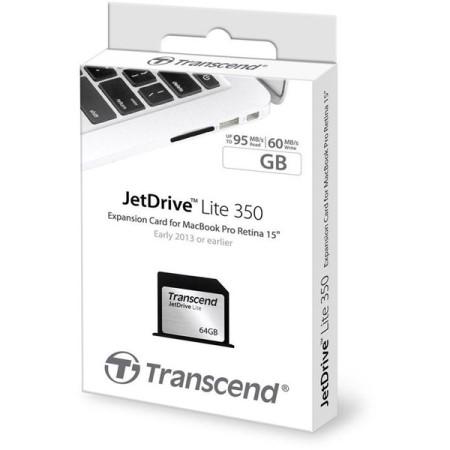 Transcend®
UP TO 95 MB/s Read 60 MB/s Write
GB
JetDrive™ Lite 350
Expansion Card for MacBook Pro Retina 15"
Early 2013 or earlier
Transcend
JetDrive Lite
64GB
Transcend®
JetDrive™ Lite 350
Expansion Card for MacBook Pro Retina 15"